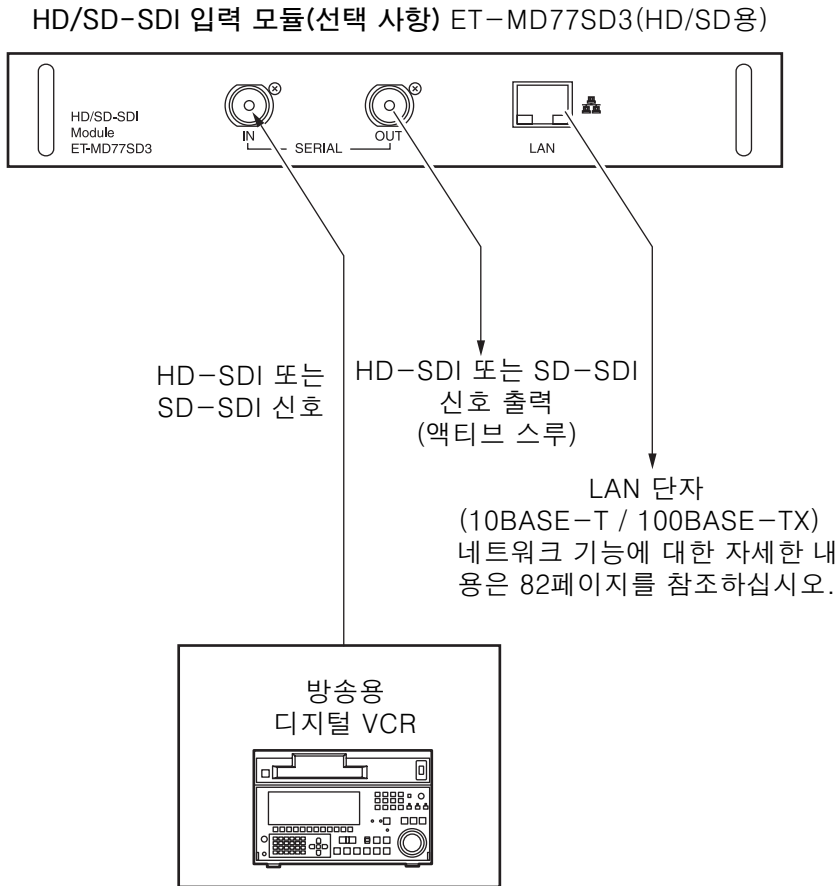 HD/SD-SDI 입력 모듈(선택 사항) ET-MD77SD3(HD/SD용)
HD/SD-SDI
Module
ET-MD77SD3
IN
SERIAL
OUT
LAN
HD-SDI 또는
SD-SDI 신호
HD-SDI 또는 SD-SDI
신호 출력
(액티브 스루)
LAN 단자
(10BASE-T / 100BASE-TX)
네트워크 기능에 대한 자세한 내
용은 82페이지를 참조하십시오.
방송용
디지털 VCR